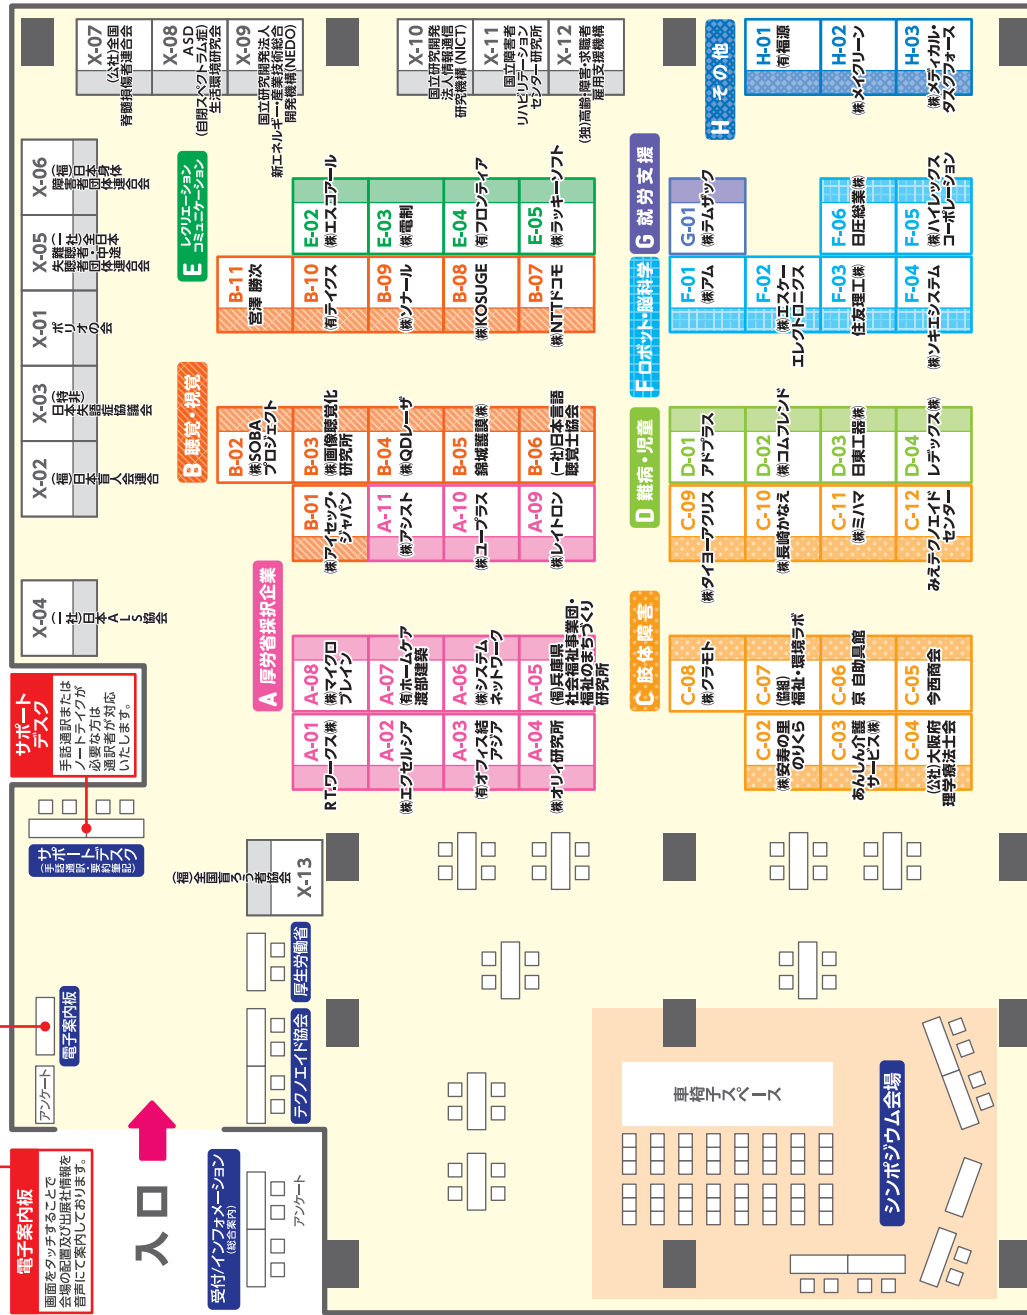 電子案内板
画面をタッチすることで
会場の配置及び出展社情報を
音声にて案内しております。
入口
受付/インフォメーション
(総合案内)
アンケート
アンケート
電子案内板
テクノエイド協会
厚生労働省
サポートデスク
(手話通訳・要約筆記)
サポート
デスク
手話通訳または
ノートテイクが
必要な方は
通訳者が対応
いたします。
X-13
(福)全国盲ろう者協会
シンポジウム会場
車椅子スペース
X-04
(一社)日本ALS協会
X-02
(福)日本盲人会連合
X-03
(特非)
日本失語症協議会
X-01
ポリオの会
X-05
(一社)全日本
難聴者・中途
失聴者団体連合会
X-06
(福)日本身体
障害者団体連合会
X-07
(公社)全国
脊髄損傷者連合会
X-08
ASD
(自閉スペクトラム症)
生活環境研究会
X-09
国立研究開発法人
新エネルギー・産業技術総合
開発機構(NEDO)
X-10
国立研究開発
法人情報通信
研究機構(NICT)
X-11
国立障害者
リハビリテーション
センター研究所
X-12
(独)高齢・障害・求職者
雇用支援機構
A 厚労省採択企業
A-01
RT.ワークス(株)
A-02
(株)エクセルシア
A-03
(有)オフィス結
アジア
A-04
(株)オリィ研究所
A-08
(株)マイクロ
ブレイン
A-07
(有)ホームケア
渡部建築
A-06
(株)システム
ネットワーク
A-05
(福)兵庫県
社会福祉事業団・
福祉のまちづくり
研究所
B-01
(株)アイセック・
ジャパン
A-11
(株)アシスト
A-10
(株)ユープラス
A-09
(株)レイトロン
B 聴覚・視覚
B-02
(株)SOBA
プロジェクト
B-03
(株)画像聴覚化
研究所
B-04
(株)QDレーザ
B-05
錦城護謨(株)
B-06
(一社)日本言語
聴覚士協会
B-11
宮澤 勝次
B-10
(有)テイクス
B-09
(株)ソナール
B-08
(株)KOSUGE
B-07
(株)NTTドコモ
E レクリエーション
コミュニケーション
E-02
(株)エスコアール
E-03
(株)電制
E-04
(有)フロンティア
E-05
(株)ラッキーソフト
C 肢体障害
C-02
(株)安寿の里
のりくら
C-03
あんしん介護
サービス(株)
C-04
(公社)大阪府
理学療法士会
C-08
(株)クラモト
C-07
(協組)
福祉・環境ラボ
C-06
京 自助具館
C-05
今西商会
C-09
(株)タイヨーアクリス
C-10
(株)長崎かなえ
C-11
(株)ミハマ
C-12
みえテクノエイド
センター
D 難病・児童
D-01
アドプラス
D-02
(株)コムフレンド
D-03
日東工器(株)
D-04
レデックス(株)
F ロボット・脳科学
F-01
(株)アム
F-02
(株)エスケー
エレクトロニクス
F-03
住友理工(株)
F-04
(株)ソキエシステム
G 就労支援
G-01
(株)テムザック
F-06
日圧総業(株)
F-05
(株)ハイレックス
コーポレーション
H その他
H-01
(有)福源
H-02
(株)メイクリーン
H-03
(株)メディカル・
タスクフォース